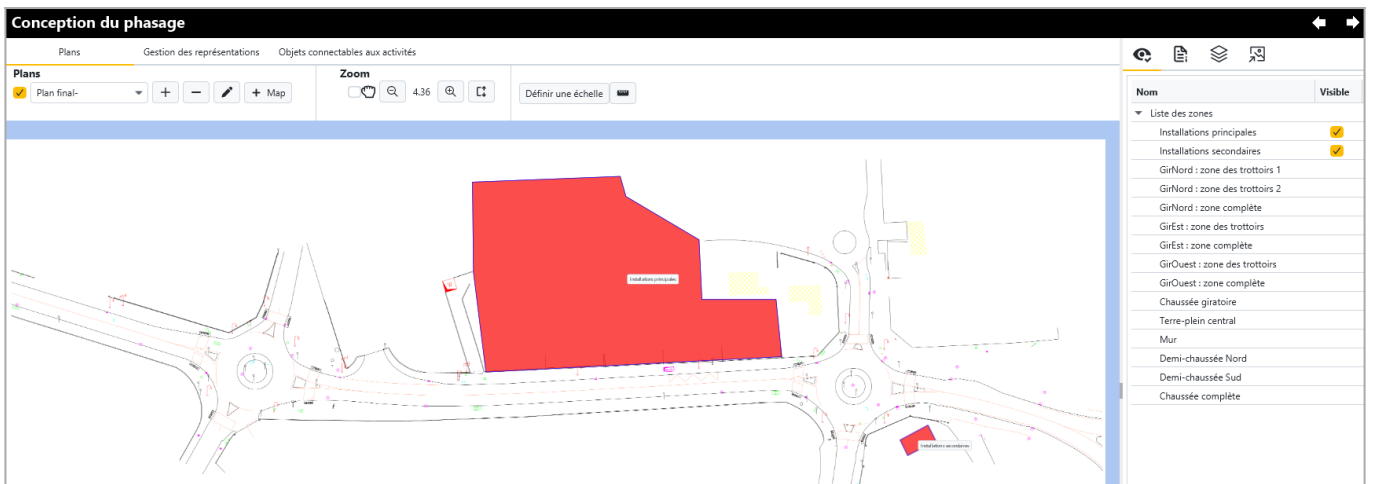 Conception du phasage
Plans
Gestion des représentations
Objets connectables aux activités
Plans
Zoom
Plan final-
+ Map
4.36
Définir une échelle
Nom
Visible
Liste des zones
Installations principales
Installations secondaires
GirNord : zone des trottoirs 1
GirNord : zone des trottoirs 2
GirNord : zone complète
GirEst : zone des trottoirs
GirEst : zone complète
GirOuest : zone des trottoirs
GirOuest : zone complète
Chaussée giratoire
Terre-plein central
Mur
Demi-chaussée Nord
Demi-chaussée Sud
Chaussée complète
Installations principales
Installations secondaires